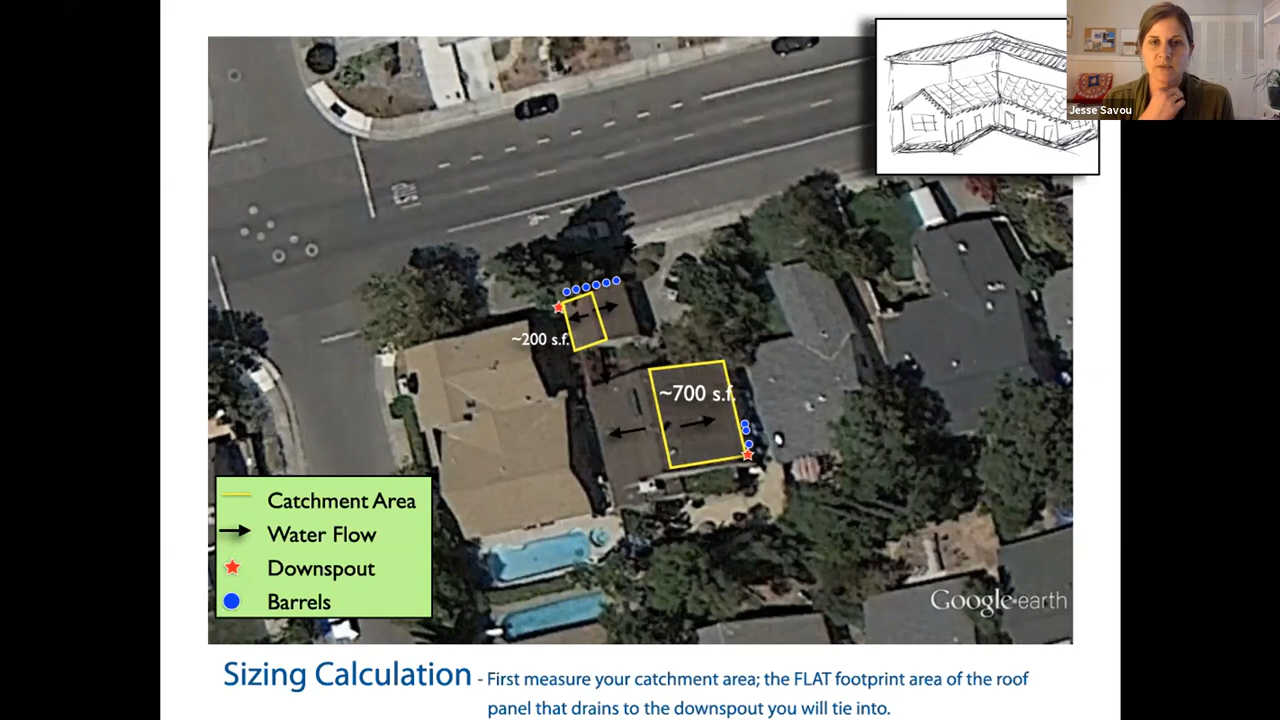 Jesse Savou
STOP
~200 s.f.
~700 s.f.
Catchment Area
Water Flow
Downspout
Barrels
Google earth
Sizing Calculation - First measure your catchment area; the FLAT footprint area of the roof
panel that drains to the downspout you will tie into.